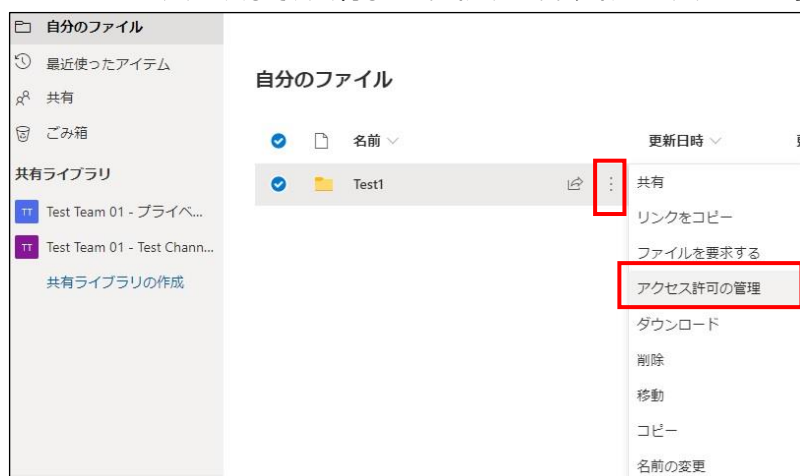 自分のファイル
最近使ったアイテム
共有
ごみ箱
共有ライブラリ
TT Test Team 01 - プライベ...
TT Test Team 01 - Test Chann...
共有ライブラリの作成
自分のファイル
名前 更新日時
Test1
共有
リンクをコピー
ファイルを要求する
アクセス許可の管理
ダウンロード
削除
移動
コピー
名前の変更